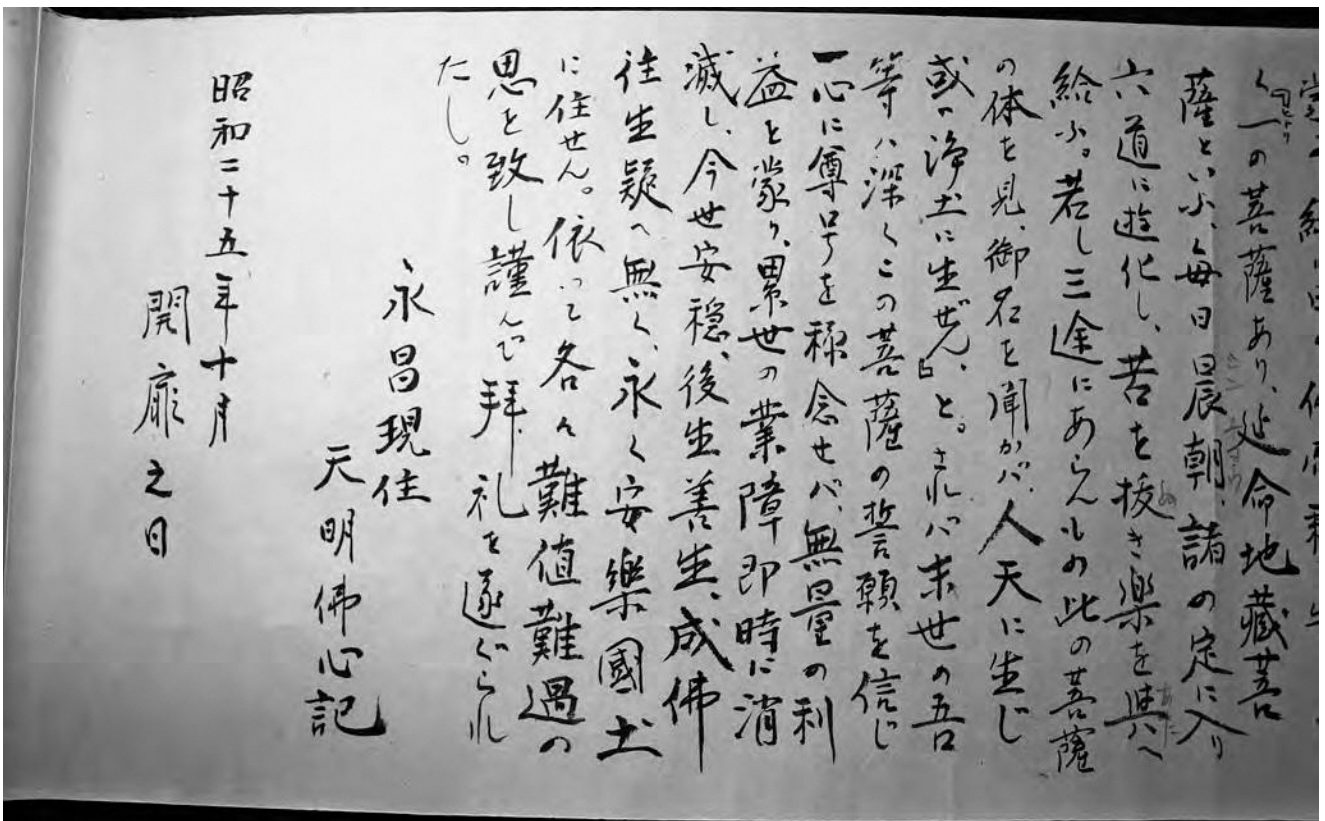 く一の菩薩あり、延命地藏菩
薩といふ、毎日晨朝、諸の定に入り
六道に遊化し、苦を抜き楽を與へ
給ふ。若し三途にあらんもの此の菩薩
の体を見、御名を聞かバ、人天に生じ
或ハ浄土に生ぜん、と。されバ末世の吾
等ハ深くこの菩薩の誓願を信じ
一心に尊号を称念せバ、無量の利
益を蒙り、累世の業障即時に消
滅し、今世安穏、後生善生、成佛
往生疑ヘ無く、永く安樂國土
に住せん。依って各々難値難遇の
思を致し謹んで拝礼を遂ぐられ
たし。
永昌現住
天明佛心記
昭和二十五年十月
開扉之日